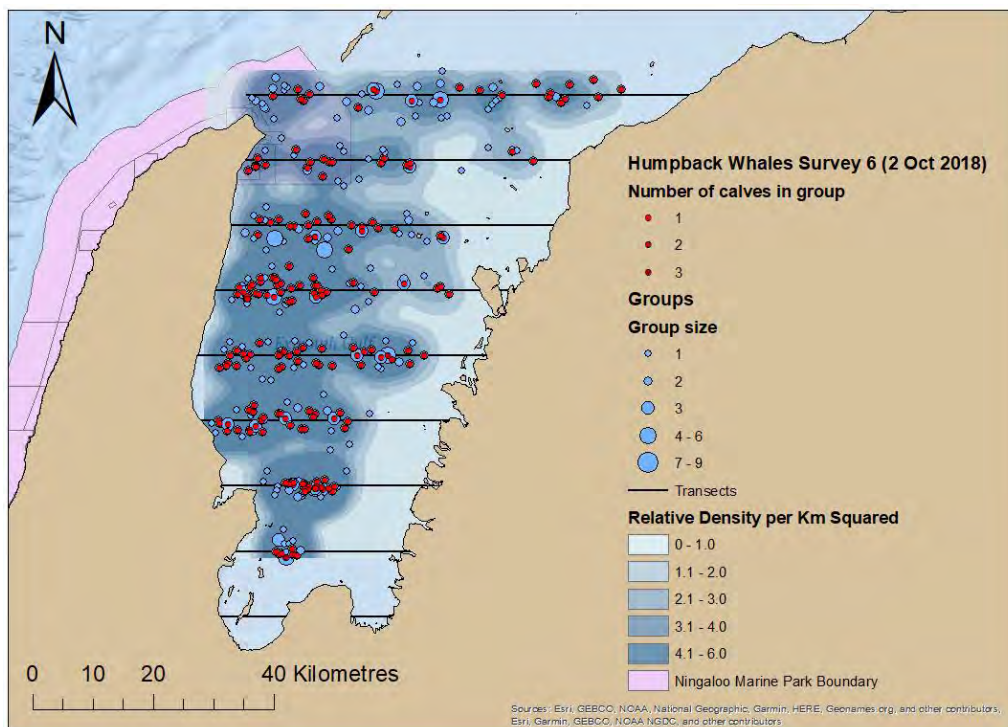 N
Humpback Whales Survey 6 (2 Oct 2018)
Number of calves in group
1
2
3
Groups
Group size
1
2
3
4 - 6
7 - 9
Transects
Relative Density per Km Squared
0 - 1.0
1.1 - 2.0
2.1 - 3.0
3.1 - 4.0
4.1 - 6.0
Ningaloo Marine Park Boundary
0 10 20 40 Kilometres
Sources: Esri, GEBCO, NOAA, National Geographic, Garmin, HERE, Geonames.org, and other contributors,
Esri, Garmin, GEBCO, NOAA NGDC, and other contributors